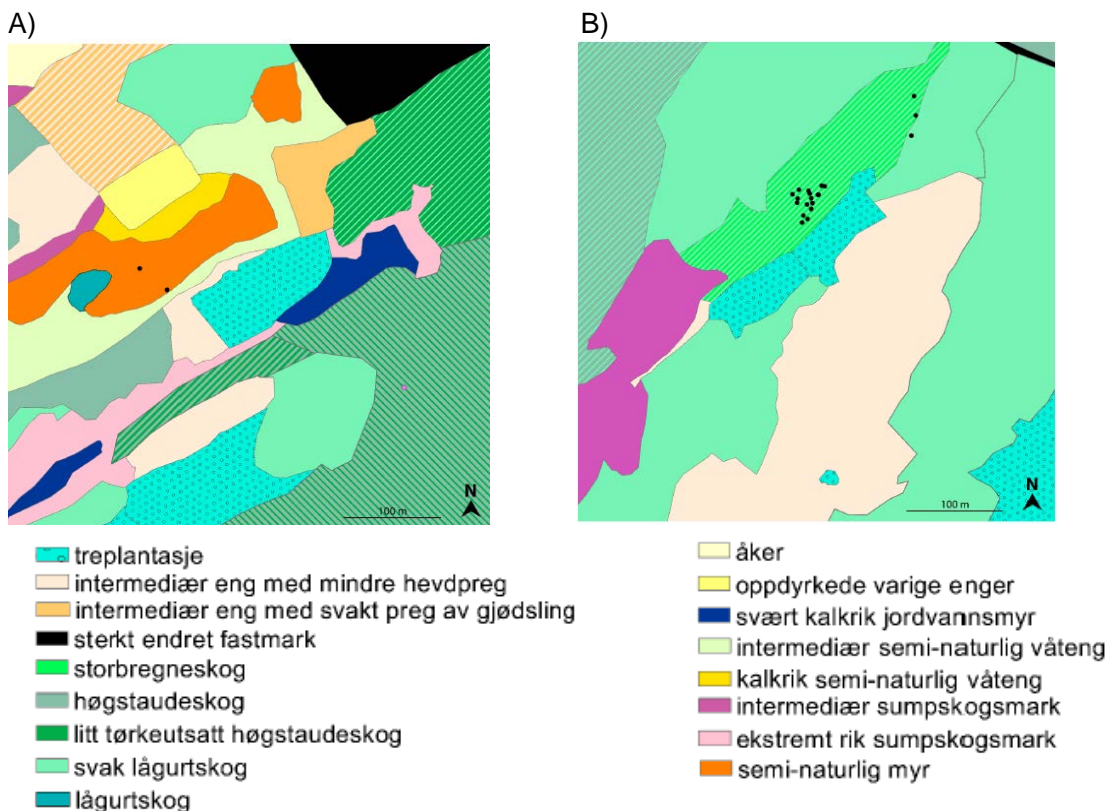 A)
B)
N
100 m
N
100 m
treplantasje
intermediær eng med mindre hevdpreg
intermediær eng med svakt preg av gjødsling
sterkt endret fastmark
storbregneskog
høgstaudeskog
litt tørkeutsatt høgstaudeskog
svak lågurtskog
lågurtskog
åker
oppdyrkede varige enger
svært kalkrik jordvannsmyr
intermediær semi-naturlig våteng
kalkrik semi-naturlig våteng
intermediær sumpskogsmark
ekstremt rik sumpskogsmark
semi-naturlig myr